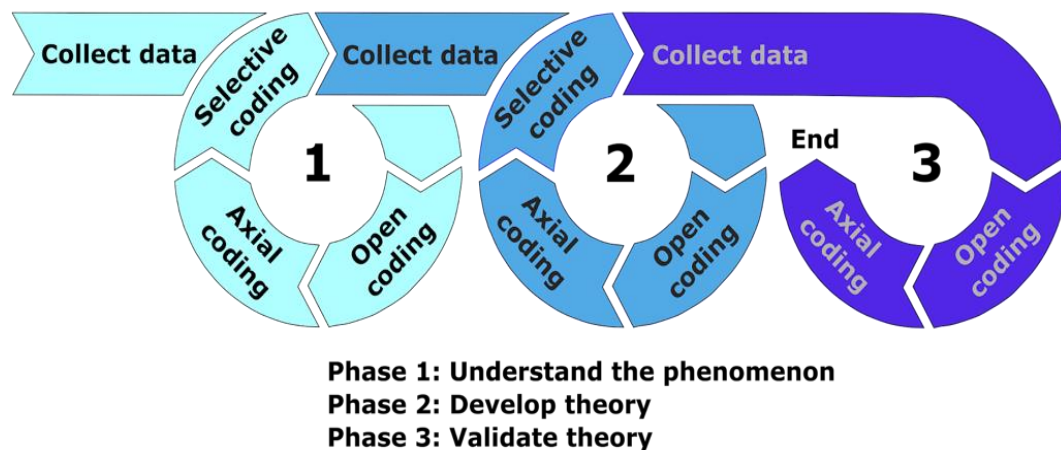 Collect data
Selective
coding
1
Open
coding
Axial
coding
Collect data
Selective
coding
2
Open
coding
Axial
coding
Collect data
3
Open
coding
Axial
coding
End
Phase 1: Understand the phenomenon
Phase 2: Develop theory
Phase 3: Validate theory